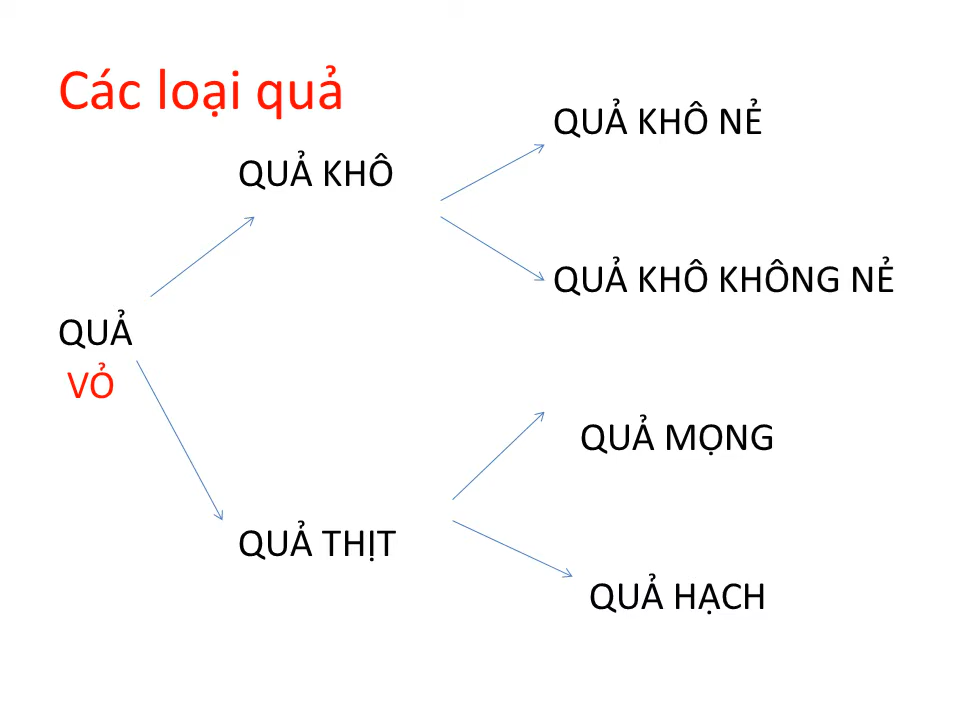 Các loại quả
QUẢ KHÔ NẺ
QUẢ KHÔ
QUẢ KHÔ KHÔNG NẺ
QUẢ
VỎ
QUẢ MỌNG
QUẢ THỊT
QUẢ HẠCH